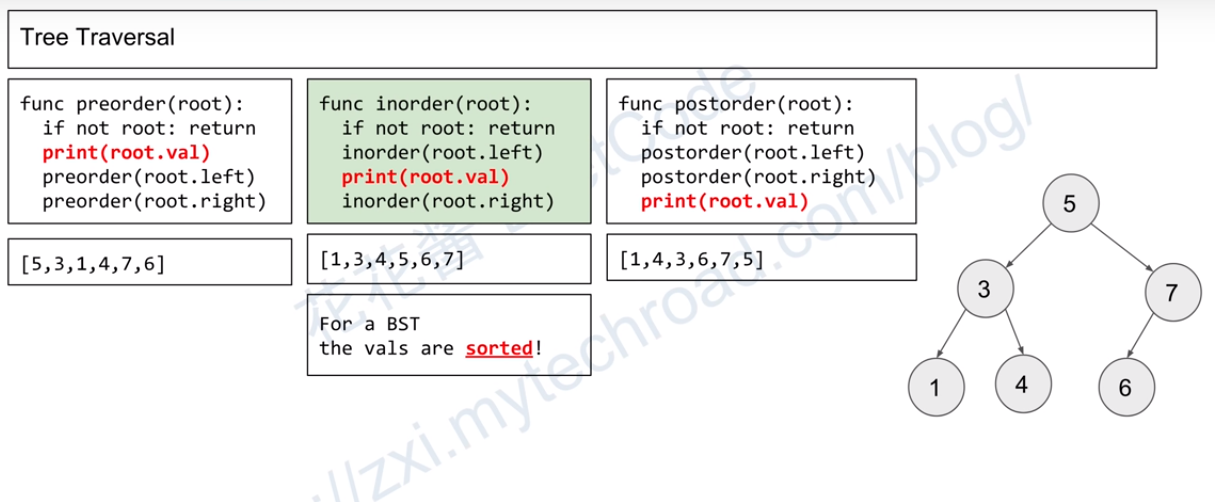 Tree Traversal
func preorder(root):
  if not root: return
  print(root.val)
  preorder(root.left)
  preorder(root.right)
[5,3,1,4,7,6]
func inorder(root):
  if not root: return
  inorder(root.left)
  print(root.val)
  inorder(root.right)
[1,3,4,5,6,7]
For a BST
the vals are sorted!
func postorder(root):
  if not root: return
  postorder(root.left)
  postorder(root.right)
  print(root.val)
[1,4,3,6,7,5]
5
3
7
1
4
6
花花酱
://zxi.mytechroad.com/blog/